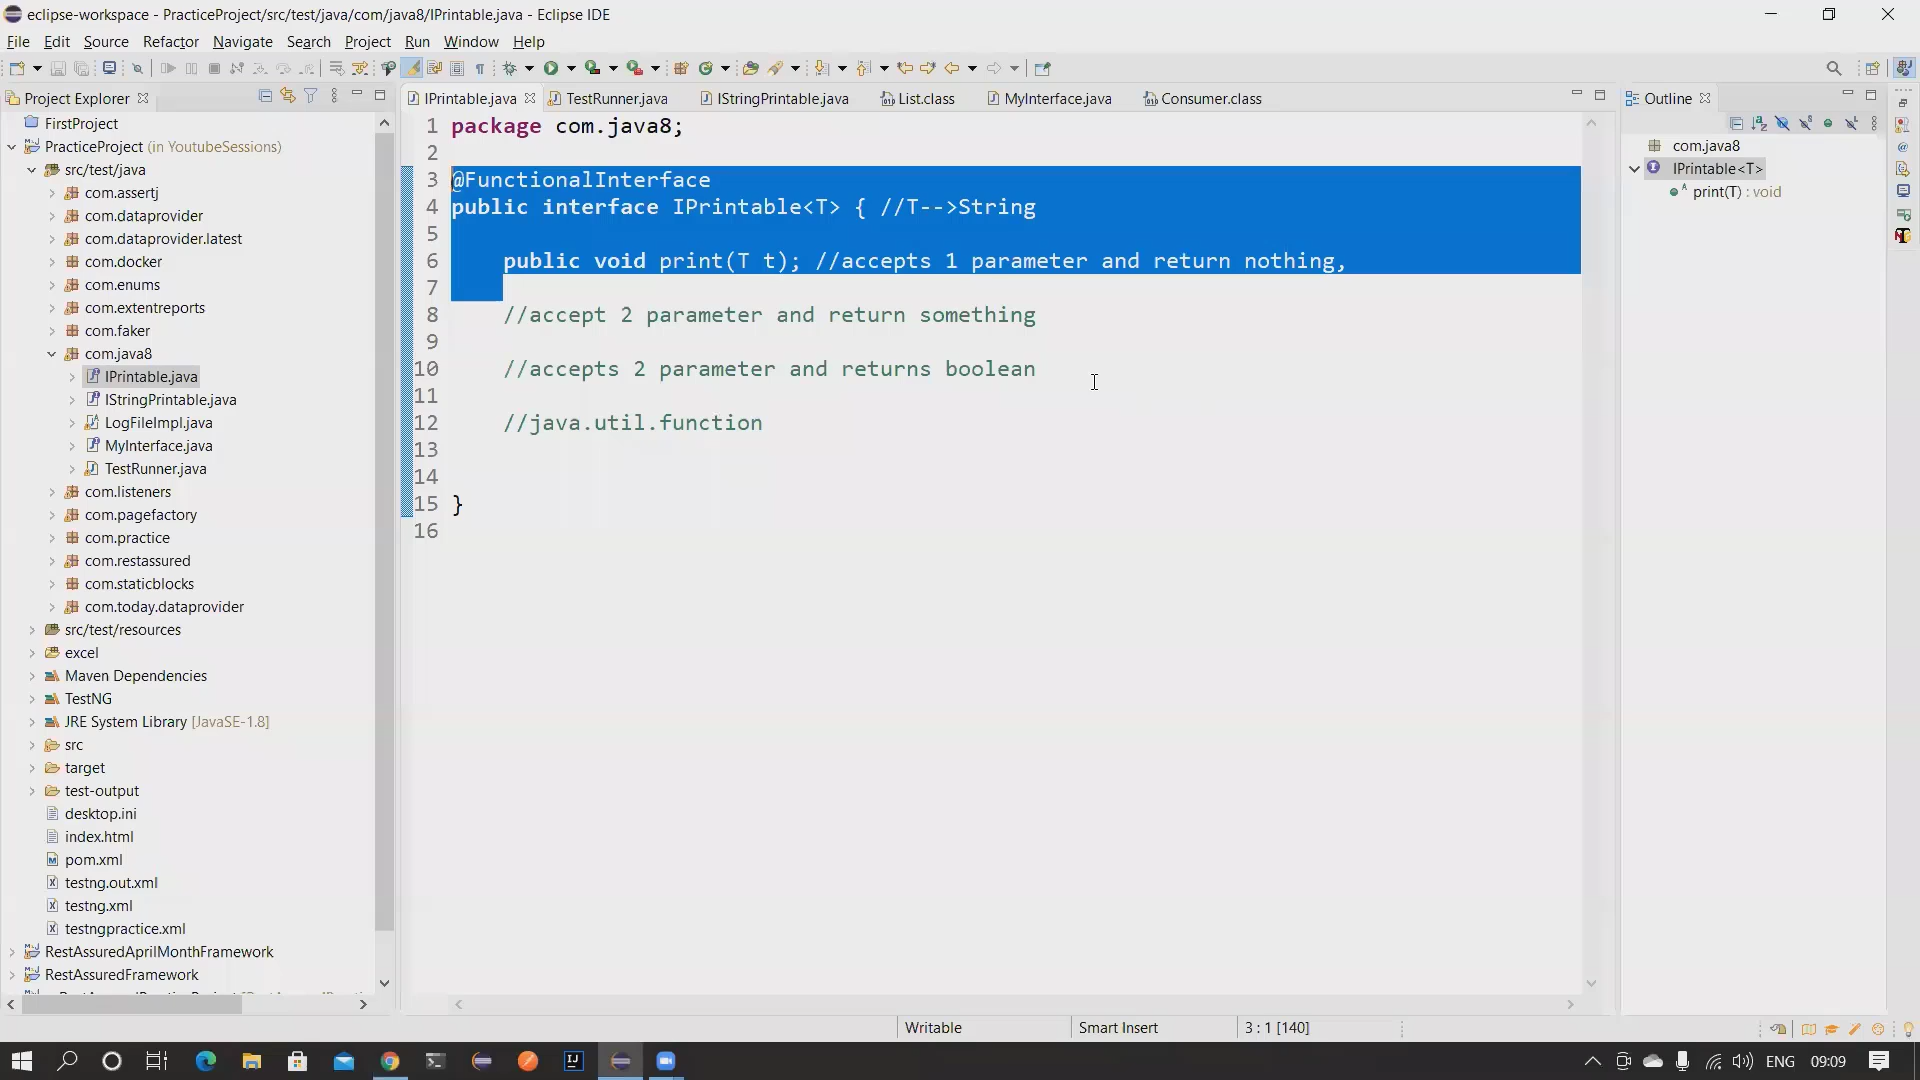 eclipse-workspace - PracticeProject/src/test/java/com/java8/IPrintable.java - Eclipse IDE
File Edit Source Refactor Navigate Search Project Run Window Help
Project Explorer
FirstProject
PracticeProject (in YoutubeSessions)
src/test/java
com.assertj
com.dataprovider
com.dataprovider.latest
com.docker
com.enums
com.extentreports
com.faker
com.java8
IPrintable.java
IStringPrintable.java
LogFileImpl.java
MyInterface.java
TestRunner.java
com.listeners
com.pagefactory
com.practice
com.restassured
com.staticblocks
com.today.dataprovider
src/test/resources
excel
Maven Dependencies
TestNG
JRE System Library [JavaSE-1.8]
src
target
test-output
desktop.ini
index.html
pom.xml
testng.out.xml
testng.xml
testngpractice.xml
RestAssuredAprilMonthFramework
RestAssuredFramework
IPrintable.java TestRunner.java IStringPrintable.java List.class MyInterface.java Consumer.class
1 package com.java8;
2
3 @FunctionalInterface
4 public interface IPrintable<T> { //T-->String
5
6 public void print(T t); //accepts 1 parameter and return nothing,
7
8 //accept 2 parameter and return something
9
10 //accepts 2 parameter and returns boolean
11
12 //java.util.function
13
14
15 }
16
Outline
com.java8
IPrintable<T>
print(T) : void
Writable Smart Insert 3 : 1 [140]
ENG 09:09